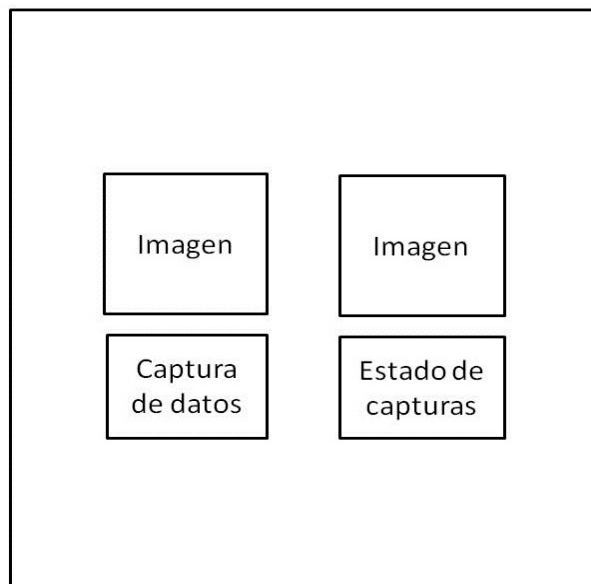 Imagen
Imagen
Captura
de datos
Estado de
capturas